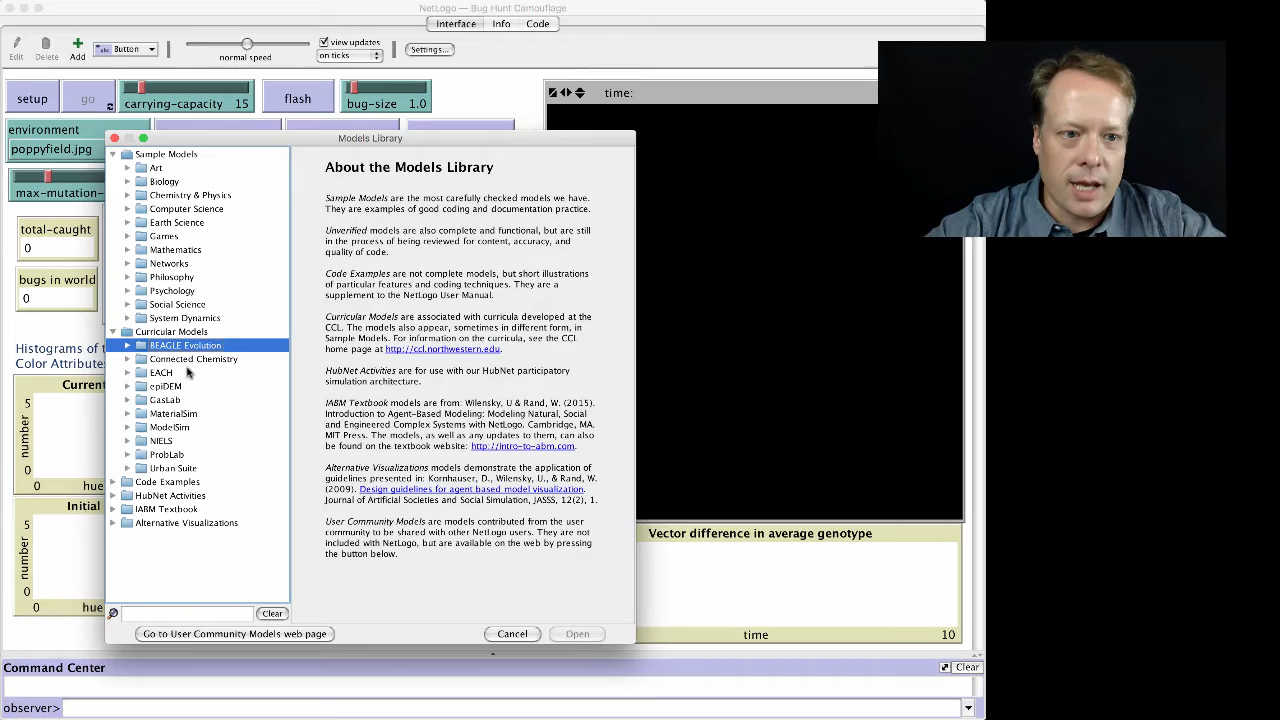 NetLogo — Bug Hunt Camouflage
Interface Info Code
Edit Delete Add
abc Button
normal speed
view updates
on ticks
Settings...
setup
go
carrying-capacity 15
flash
bug-size 1.0
time:
environment
poppyfield.jpg
max-mutation-
total-caught
0
bugs in world
0
Histograms of
Color Attributes
Current
5
number
0
0 hue
Initial
5
number
0
0 hue
Models Library
Sample Models
Art
Biology
Chemistry & Physics
Computer Science
Earth Science
Games
Mathematics
Networks
Philosophy
Psychology
Social Science
System Dynamics
Curricular Models
BEAGLE Evolution
Connected Chemistry
EACH
epiDEM
GasLab
MaterialSim
ModelSim
NIELS
ProbLab
Urban Suite
Code Examples
HubNet Activities
IABM Textbook
Alternative Visualizations
Clear
Go to User Community Models web page
Cancel
Open
About the Models Library
Sample Models are the most carefully checked models we have.
They are examples of good coding and documentation practice.
Unverified models are also complete and functional, but are still
in the process of being reviewed for content, accuracy, and
quality of code.
Code Examples are not complete models, but short illustrations
of particular features and coding techniques. They are a
supplement to the NetLogo User Manual.
Curricular Models are associated with curricula developed at the
CCL. The models also appear, sometimes in different form, in
Sample Models. For information on the curricula, see the CCL
home page at http://ccl.northwestern.edu.
HubNet Activities are for use with our HubNet participatory
simulation architecture.
IABM Textbook models are from: Wilensky, U & Rand, W. (2015).
Introduction to Agent-Based Modeling: Modeling Natural, Social
and Engineered Complex Systems with NetLogo. Cambridge, MA.
MIT Press. The models, as well as any updates to them, can also
be found on the textbook website: http://intro-to-abm.com.
Alternative Visualizations models demonstrate the application of
guidelines presented in: Kornhauser, D., Wilensky, U., & Rand, W.
(2009). Design guidelines for agent based model visualization.
Journal of Artificial Societies and Social Simulation, JASSS, 12(2), 1.
User Community Models are models contributed from the user
community to be shared with other NetLogo users. They are not
included with NetLogo, but are available on the web by pressing
the button below.
Vector difference in average genotype
time 10
Command Center
Clear
observer>